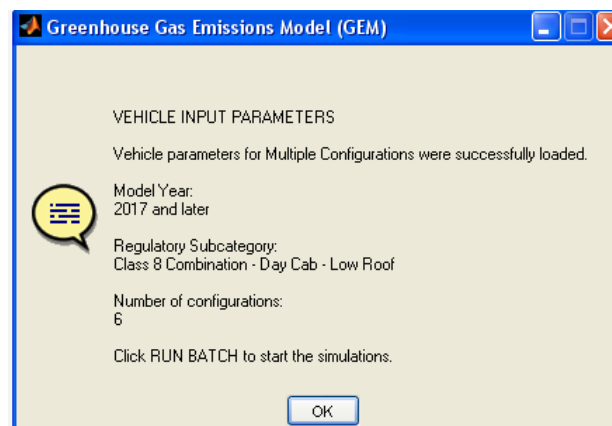 Greenhouse Gas Emissions Model (GEM)
VEHICLE INPUT PARAMETERS
Vehicle parameters for Multiple Configurations were successfully loaded.
Model Year:
2017 and later
Regulatory Subcategory:
Class 8 Combination - Day Cab - Low Roof
Number of configurations:
6
Click RUN BATCH to start the simulations.
OK